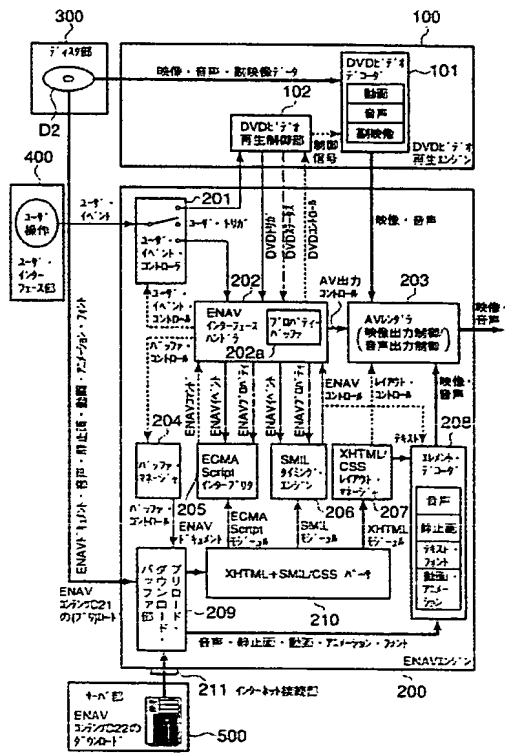 300
ディスク部
D2
映像・音声・副映像データ
100
DVDビデオ
デコーダ
101
動画
音声
副映像
102
DVDビデオ
再生制御部
制御
信号
DVDビデオ
再生エンジン
400
ユーザ
操作
ユーザ・
インター
フェース部
ユーザ・
イベント
201
ユーザ・トリガ
ユーザ・
イベント・
コントローラ
DVDトリガ
DVDステータス
DVDコントロール
映像・音声
202
ENAV
インターフェース
ハンドラ
プロパティー
バッファ
202a
AV出力
コントロール
203
AVレンダラ
(映像出力制御/
音声出力制御)
映像・
音声
ユーザ・
イベント・
コントロール
バッファ・
コントロール
ENAVコマンド
ENAVイベント
ENAVプロパティ
ENAVイベント
ENAVプロパティ
ENAV
コントロール
レイアウト・
コントロール
映像・
音声
204
バッファ・
マネージャ
バッファ・
コントロール
205
ECMA
Script
インタープリタ
SMIL
タイミング・
エンジン
206
XHTML/
CSS
レイアウト・
マネージャ
207
テキスト
208
エレメント・
デコーダ
音声
静止画
テキスト・
フォント
動画・
アニメー
ション
ENAV
ドキュメント
ECMA
Script
モジュール
SMIL
モジュール
XHTML
モジュール
XHTML+SMIL/CSS パーサ
210
プリロード・
ダウンロード・
バッファ部
209
ENAVドキュメント・音声・静止画・動画・アニメーション・フォント
ENAV
コンテンツC21
の(プリ)ロード
音声・静止画・動画・アニメーション・フォント
ENAVエンジン
200
211
インターネット接続部
サーバ部
ENAV
コンテンツC22の
ダウンロード
500